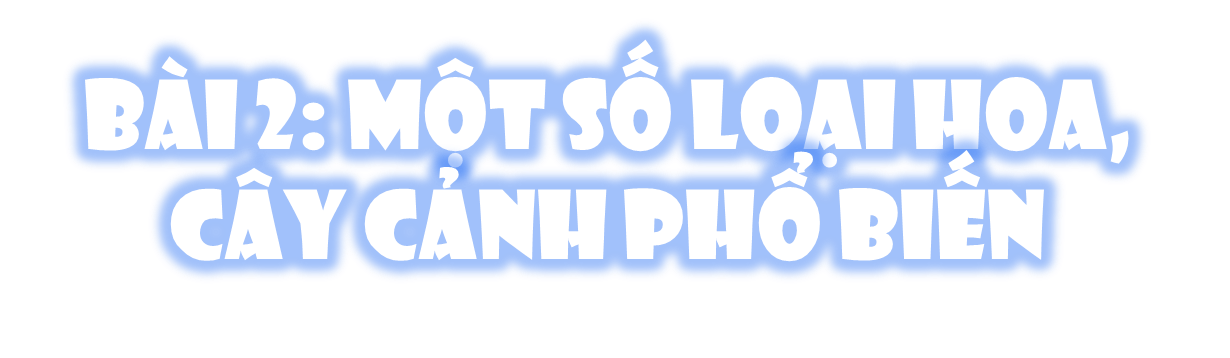 BÀI 2: MỘT SỐ LOẠI HOA,
CÂY CẢNH PHỔ BIẾN